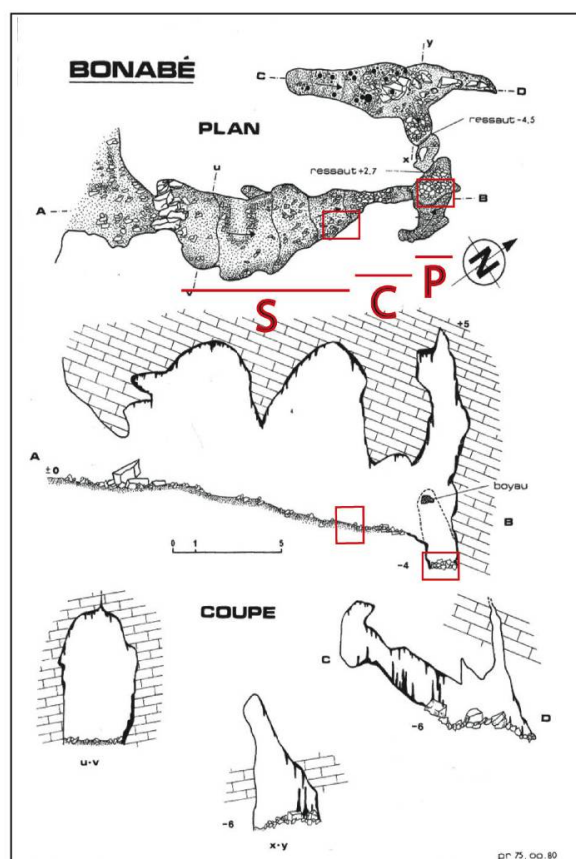 BONABÉ
PLAN
y
C
D
ressaut -4,5
x
ressaut +2,7
u
A
B
N
v
S
C
P
+5
A
±0
boyau
B
0 1 5
-4
COUPE
C
-6
D
u-v
-6
x-y
pr 75. og. 80